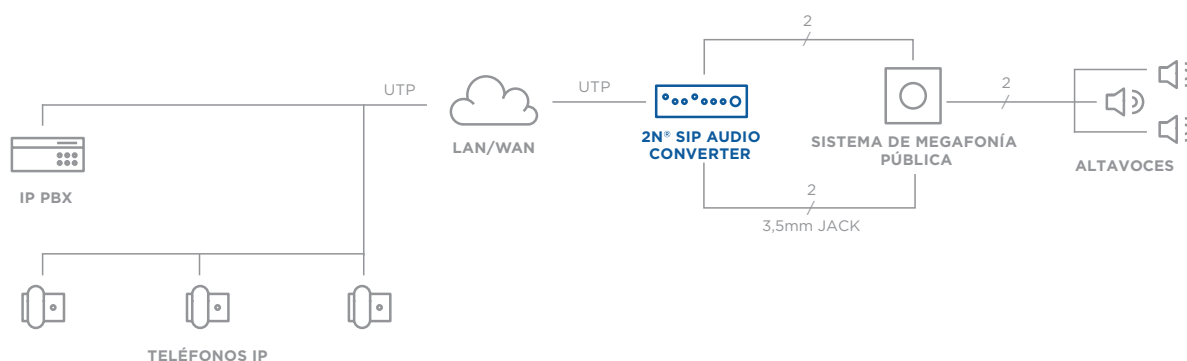 2
UTP
UTP
2
LAN/WAN
2N® SIP AUDIO
CONVERTER
SISTEMA DE MEGAFONÍA
PÚBLICA
ALTAVOCES
IP PBX
2
3,5mm JACK
TELÉFONOS IP